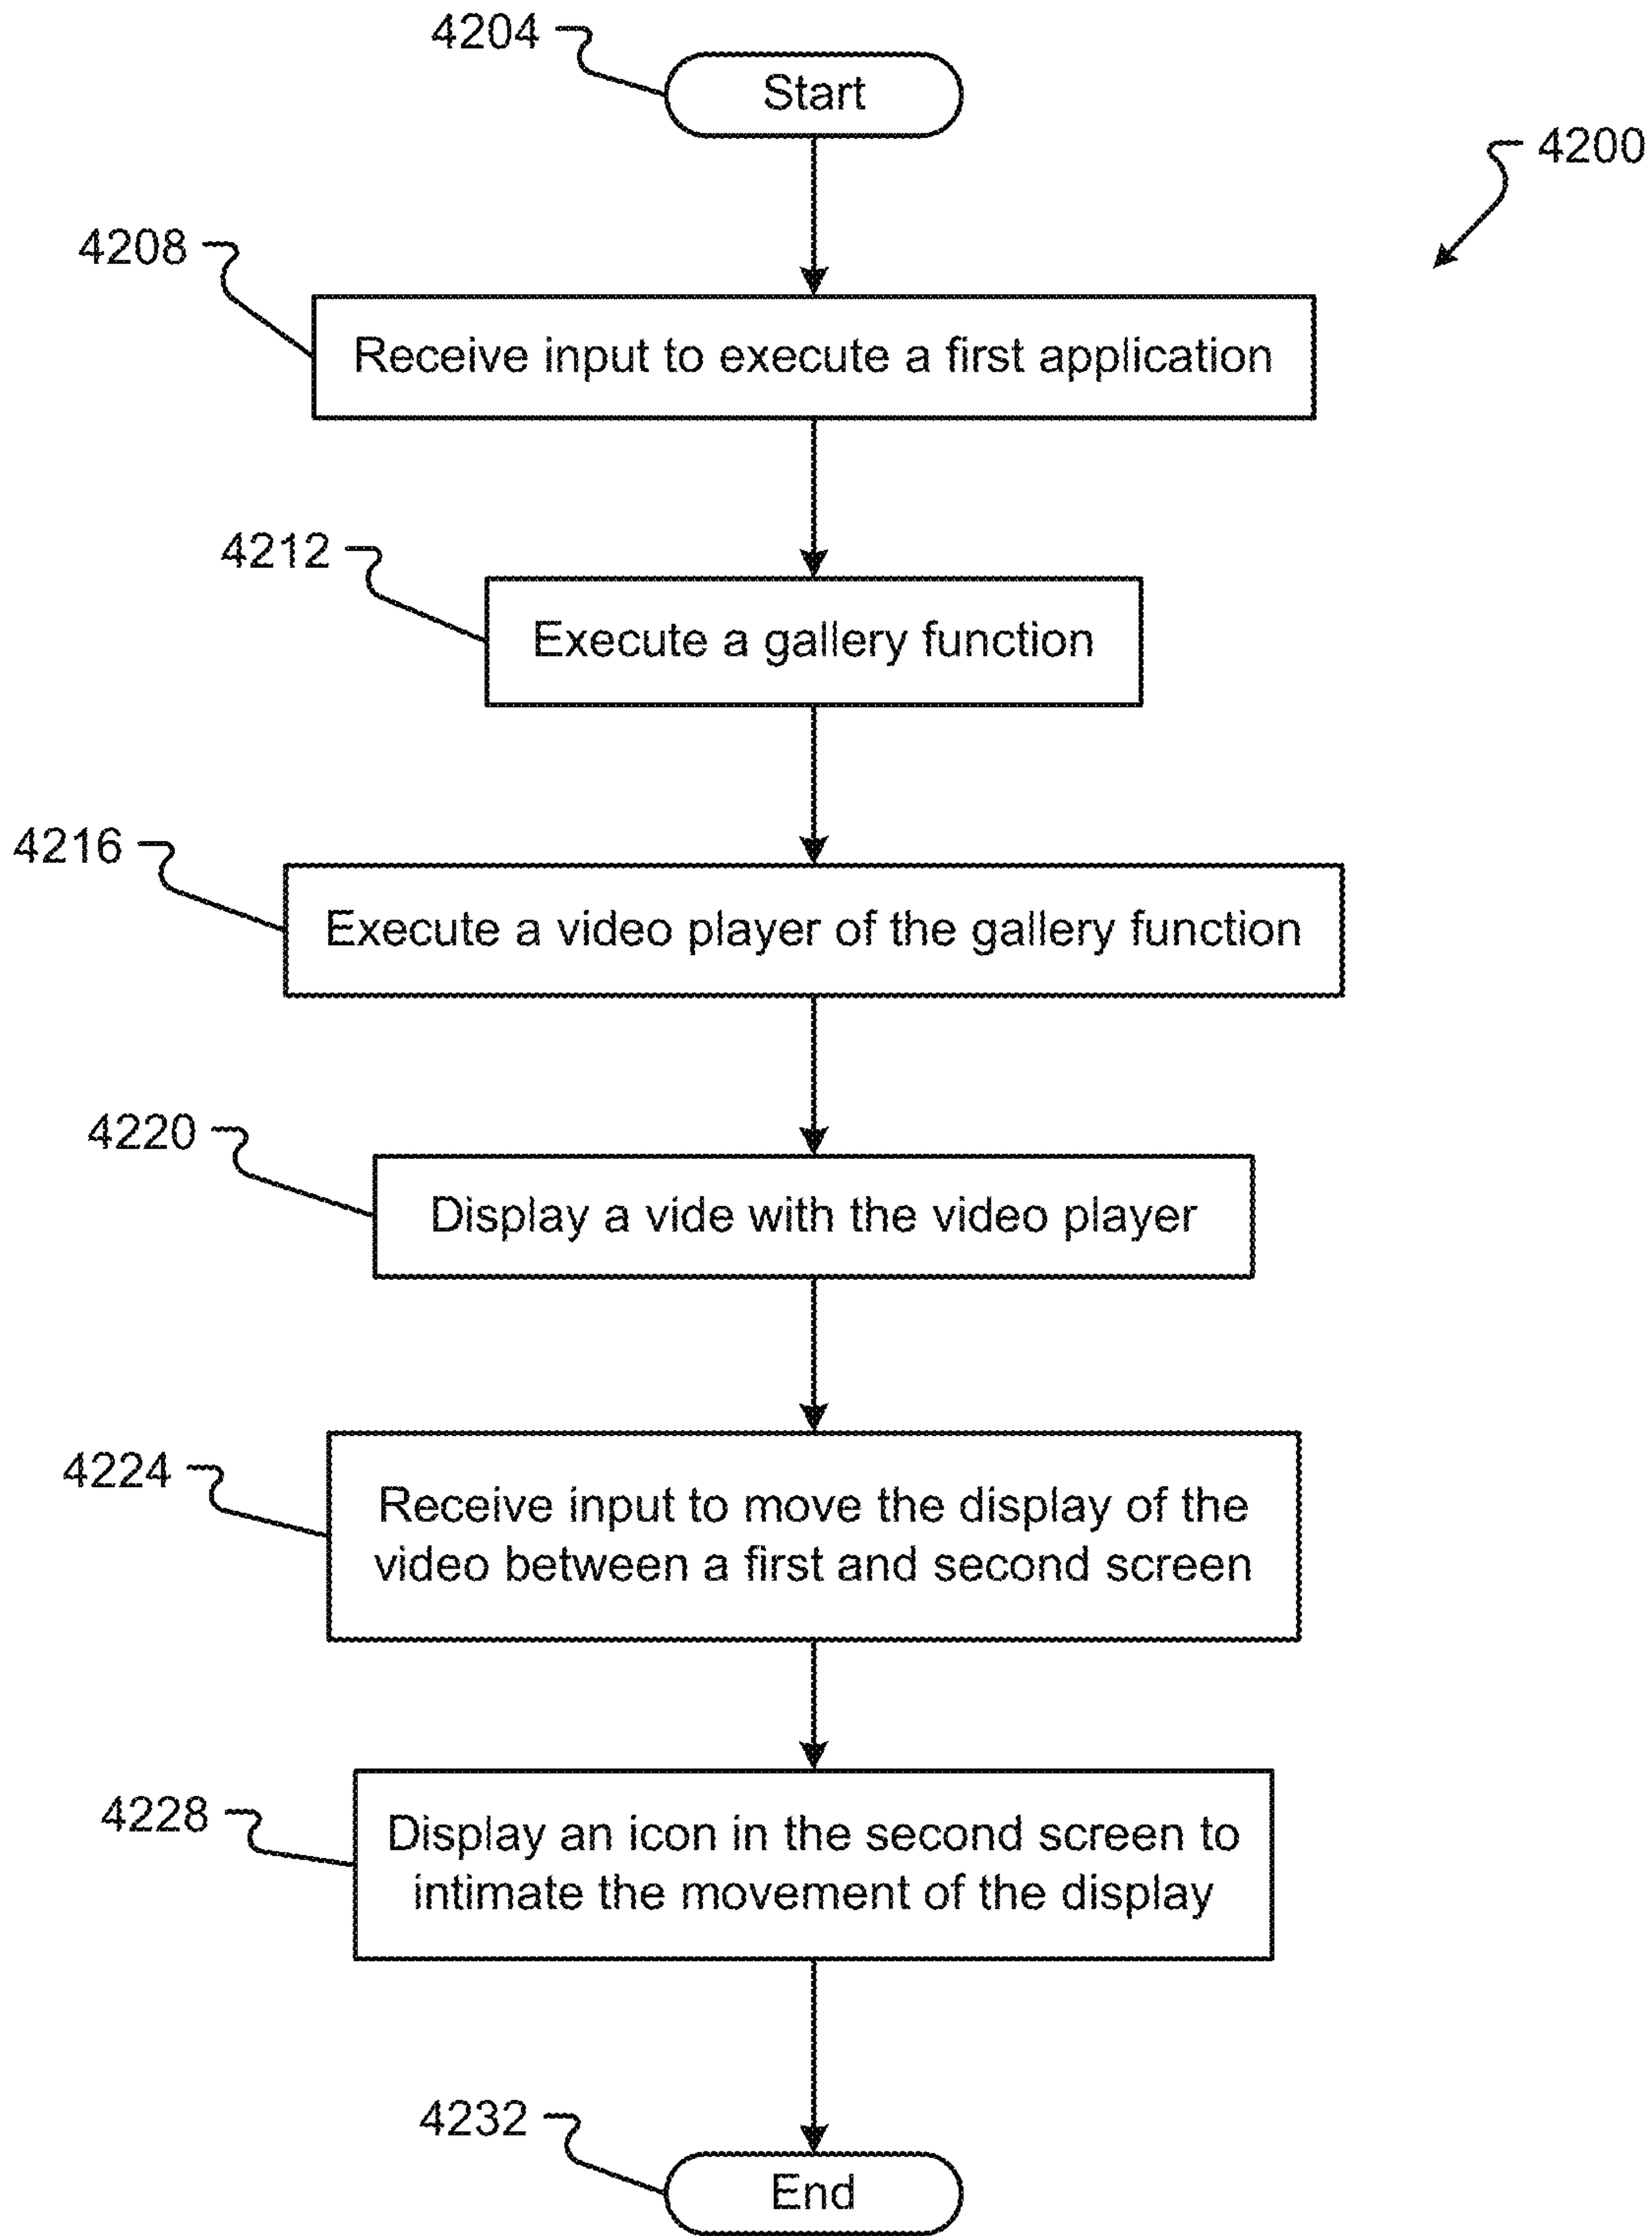 4204
Start
4200
4208
Receive input to execute a first application
4212
Execute a gallery function
4216
Execute a video player of the gallery function
4220
Display a vide with the video player
4224
Receive input to move the display of the
video between a first and second screen
4228
Display an icon in the second screen to
intimate the movement of the display
4232
End